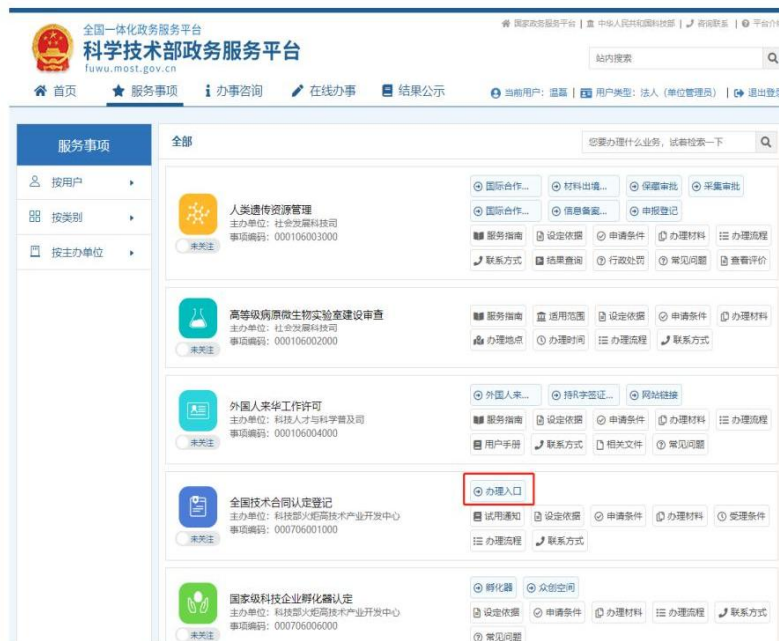 全国一体化政务服务平台
科学技术部政务服务平台
fuwu.most.gov.cn
国家政务服务平台 | 中华人民共和国科技部 | 咨询联系 | 平台介绍
站内搜索
首页 服务事项 办事咨询 在线办事 结果公示
当前用户：温磊 | 用户类型：法人（单位管理员） | 退出登录
服务事项
按用户
按类别
按主办单位
全部
您要办理什么业务，试着检索一下
人类遗传资源管理
主办单位：社会发展科技司
事项编码：000106003000
未关注
国际合作... 材料出境... 保藏审批 采集审批
国际合作... 信息备案... 申报登记
服务指南 设定依据 申请条件 办理材料 办理流程
联系方式 结果查询 行政处罚 常见问题 查看评价
高等级病原微生物实验室建设审查
主办单位：社会发展科技司
事项编码：000106002000
未关注
服务指南 适用范围 设定依据 申请条件 办理材料
办理地点 办理时间 办理流程 联系方式
外国人来华工作许可
主办单位：科技人才与科学普及司
事项编码：000106004000
未关注
外国人来... 持R字签证... 网站链接
服务指南 设定依据 申请条件 办理材料 办理流程
用户手册 联系方式 相关文件 常见问题
全国技术合同认定登记
主办单位：科技部火炬高技术产业开发中心
事项编码：000706001000
未关注
办理入口
试用通知 设定依据 申请条件 办理材料 受理条件
办理流程 联系方式
国家级科技企业孵化器认定
主办单位：科技部火炬高技术产业开发中心
事项编码：000706006000
未关注
孵化器 众创空间
设定依据 申请条件 办理材料 办理流程 联系方式
常见问题